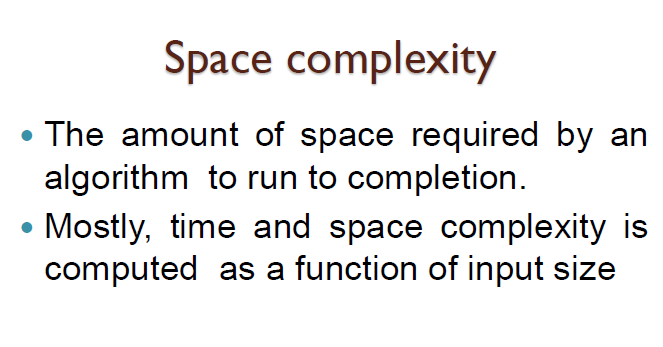 Space complexity
• The amount of space required by an
algorithm to run to completion.
• Mostly, time and space complexity is
computed as a function of input size